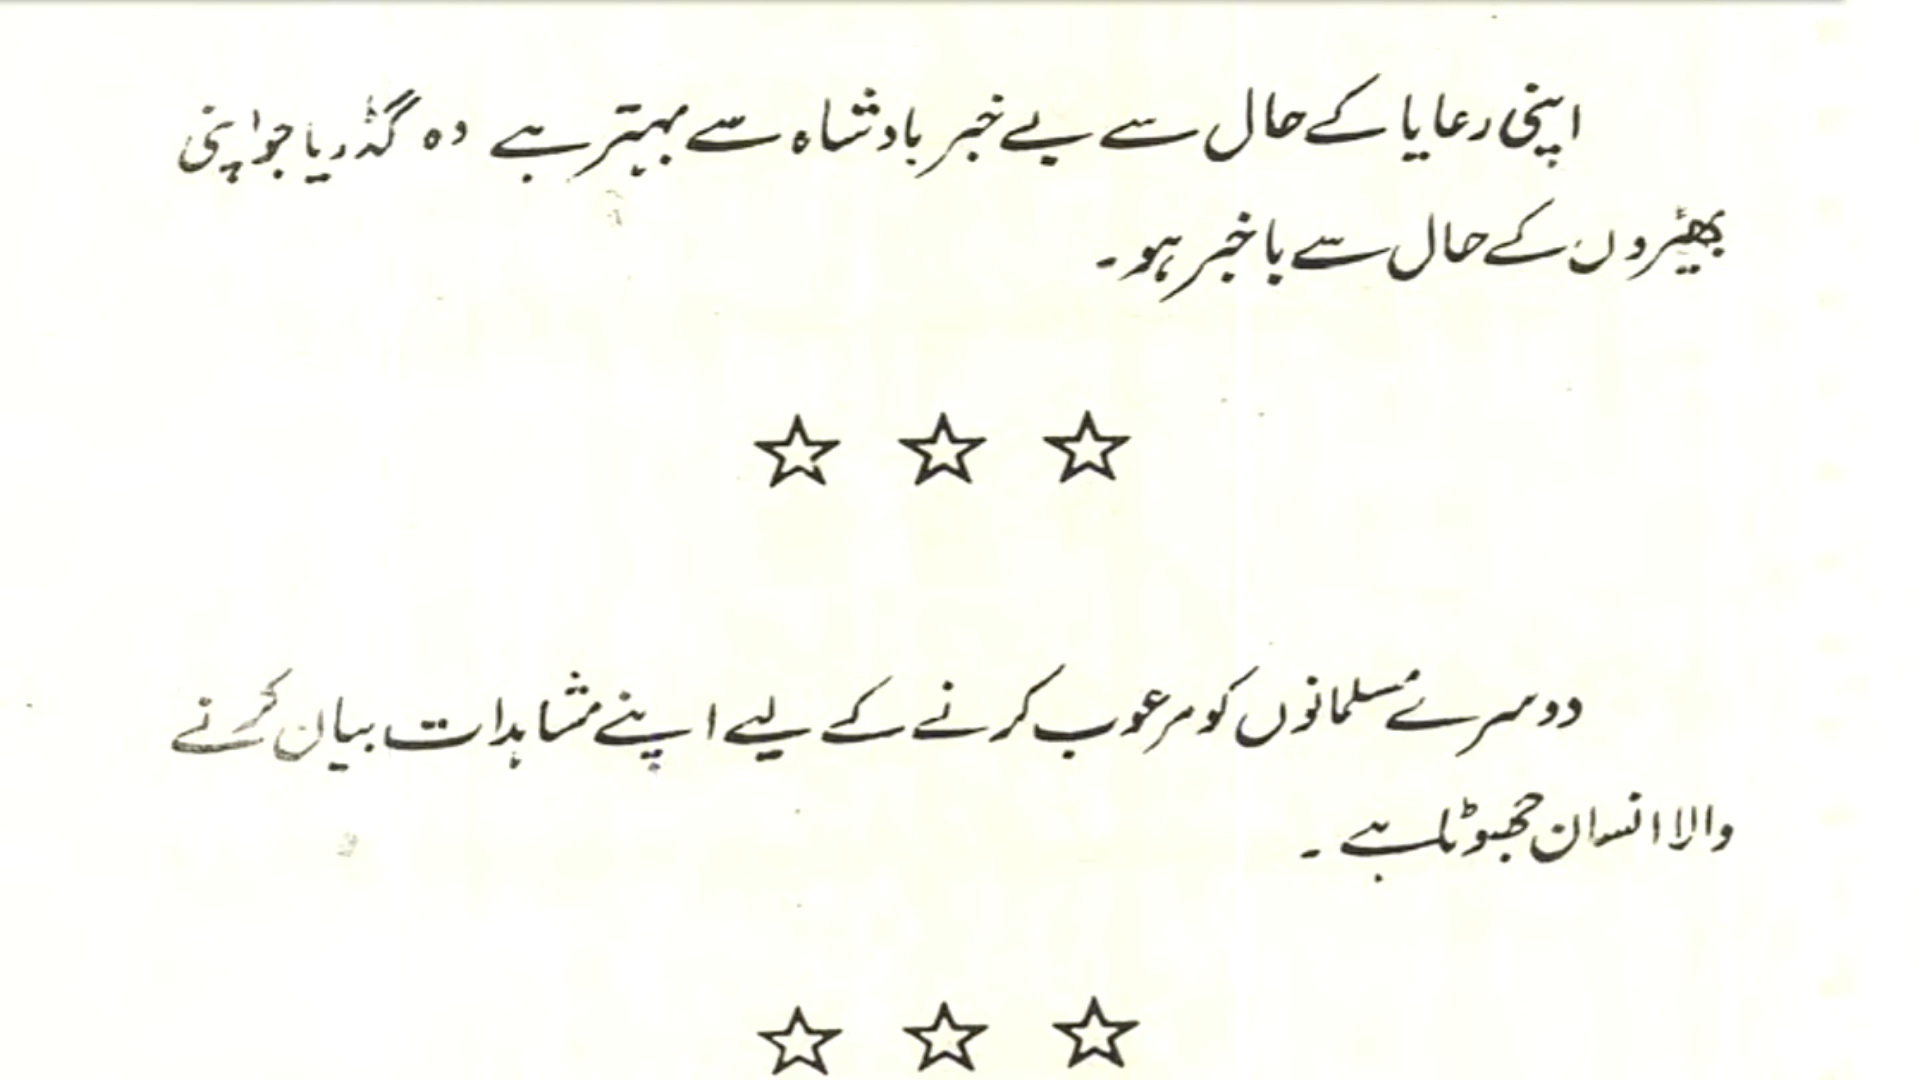 اپنی رعایا کے حال سے بے خبر بادشاہ سے بہتر ہے وہ گڈریا جو اپنی
بھیڑوں کے حال سے باخبر ہو۔
☆ ☆ ☆
دوسرے مسلمانوں کو مرعوب کرنے کے لیے اپنے مشاہدات بیان کرنے
والا انسان جھوٹا ہے۔
☆ ☆ ☆